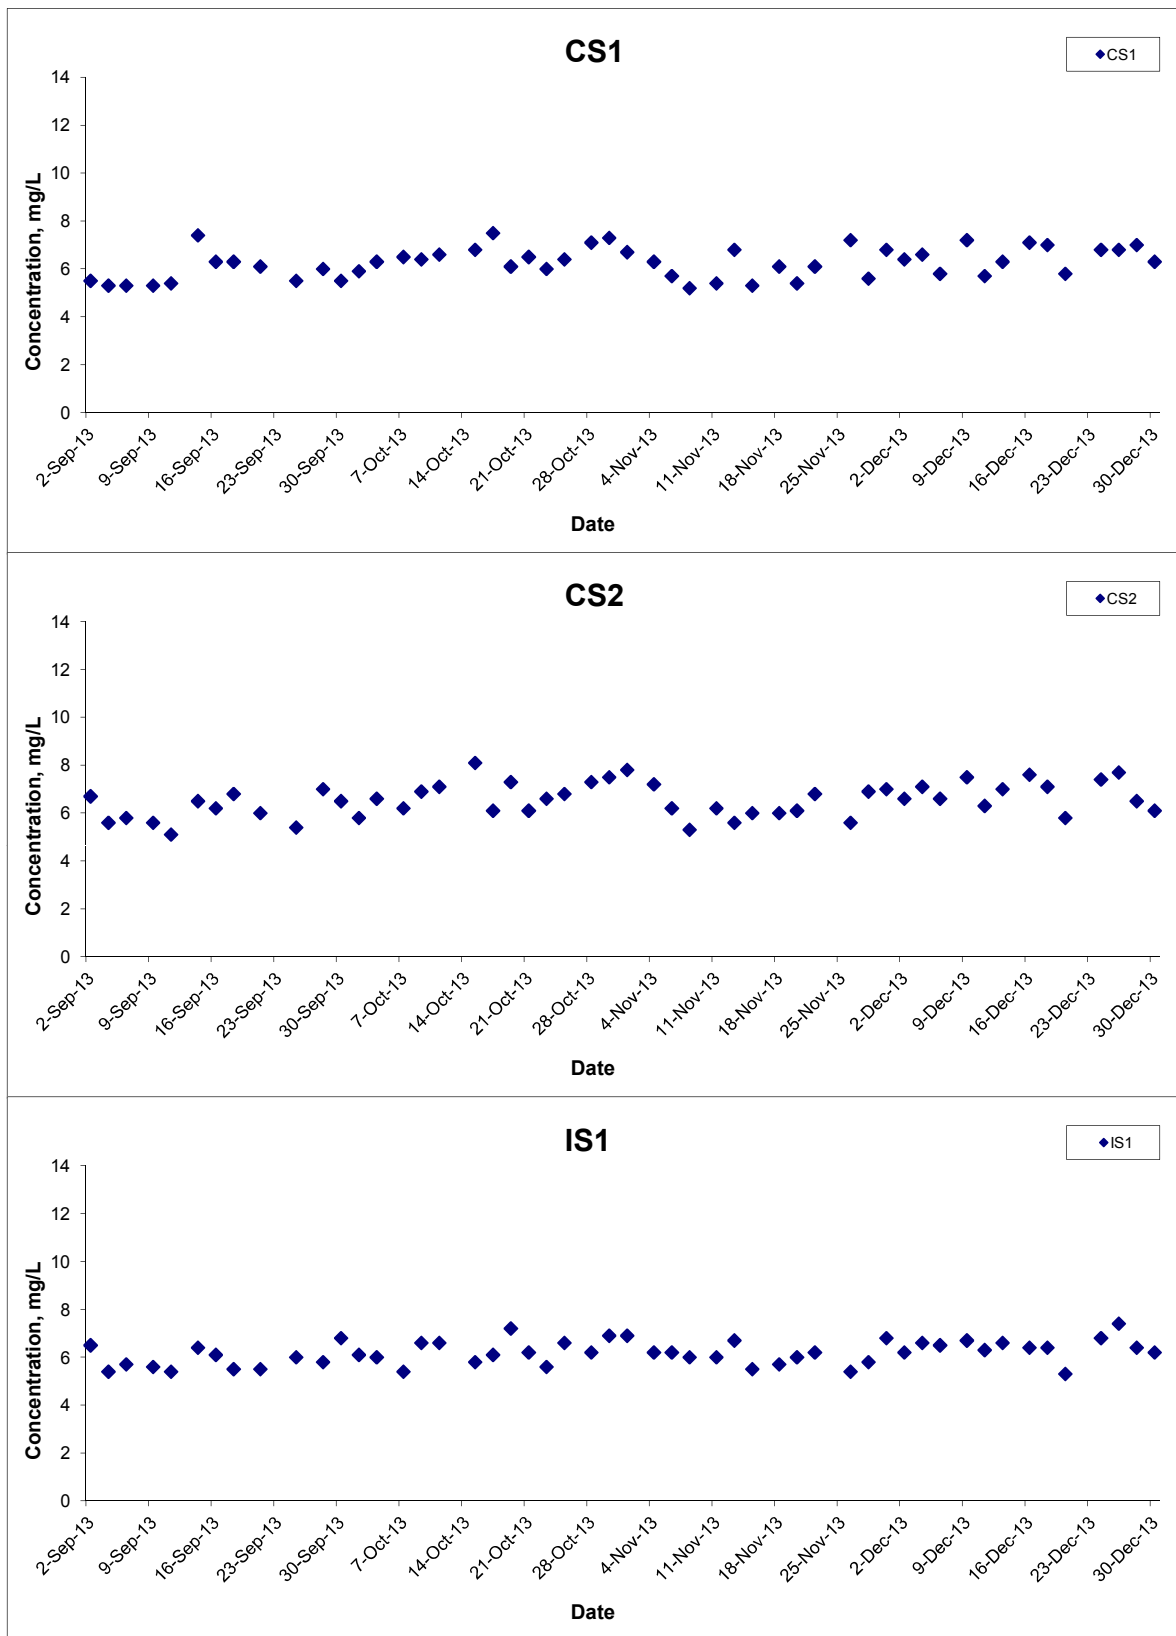 CS1
CS1
14
12
10
8
6
4
2
0
Concentration, mg/L
2-Sep-13
9-Sep-13
16-Sep-13
23-Sep-13
30-Sep-13
7-Oct-13
14-Oct-13
21-Oct-13
28-Oct-13
4-Nov-13
11-Nov-13
18-Nov-13
25-Nov-13
2-Dec-13
9-Dec-13
16-Dec-13
23-Dec-13
30-Dec-13
Date
CS2
CS2
14
12
10
8
6
4
2
0
Concentration, mg/L
2-Sep-13
9-Sep-13
16-Sep-13
23-Sep-13
30-Sep-13
7-Oct-13
14-Oct-13
21-Oct-13
28-Oct-13
4-Nov-13
11-Nov-13
18-Nov-13
25-Nov-13
2-Dec-13
9-Dec-13
16-Dec-13
23-Dec-13
30-Dec-13
Date
IS1
IS1
14
12
10
8
6
4
2
0
Concentration, mg/L
2-Sep-13
9-Sep-13
16-Sep-13
23-Sep-13
30-Sep-13
7-Oct-13
14-Oct-13
21-Oct-13
28-Oct-13
4-Nov-13
11-Nov-13
18-Nov-13
25-Nov-13
2-Dec-13
9-Dec-13
16-Dec-13
23-Dec-13
30-Dec-13
Date